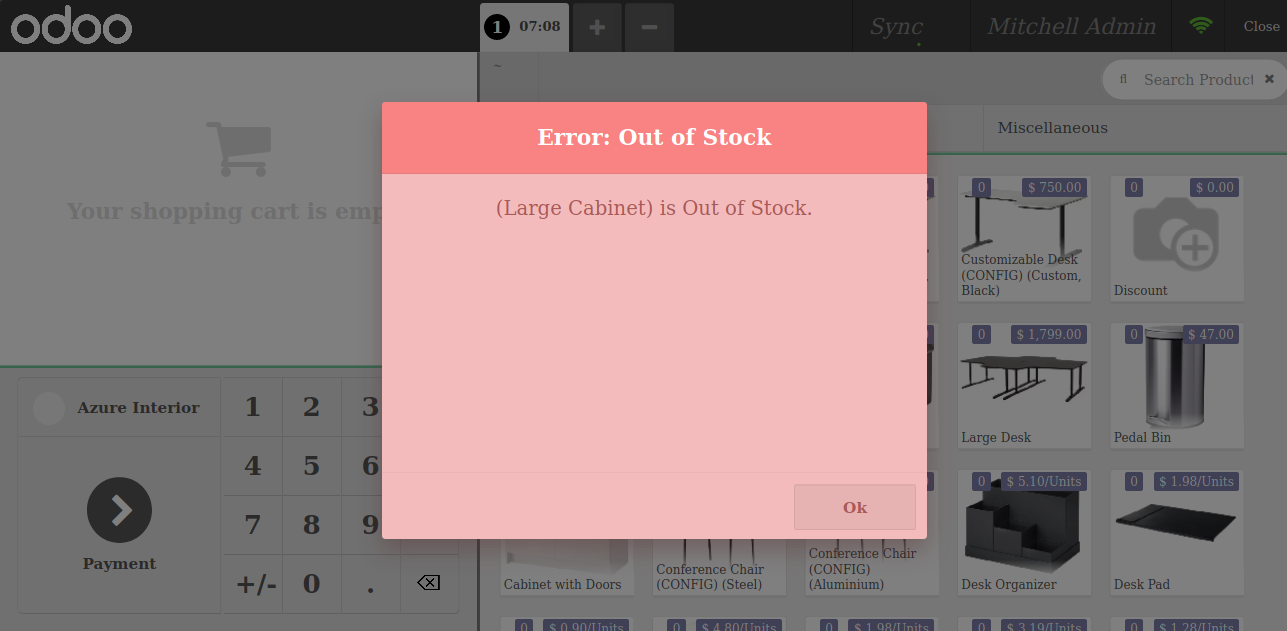 odoo
1 07:08 + −
Sync
Mitchell Admin
Close
~
Search Product
Miscellaneous
Your shopping cart is
Error: Out of Stock
(Large Cabinet) is Out of Stock.
Ok
0 $ 750.00
Customizable Desk
(CONFIG) (Custom,
Black)
0 $ 0.00
Discount
0 $ 1,799.00
Large Desk
0 $ 47.00
Pedal Bin
Azure Interior
Payment
1 2 3
4 5 6
7 8 9
+/- 0 .
Cabinet with Doors
Conference Chair
(CONFIG) (Steel)
Conference Chair
(CONFIG)
(Aluminium)
0 $ 5.10/Units
Desk Organizer
0 $ 1.98/Units
Desk Pad
0 $ 0.90/Units
0 $ 4.80/Units
0 $ 1.98/Units
0 $ 3.19/Units
0 $ 1.28/Units